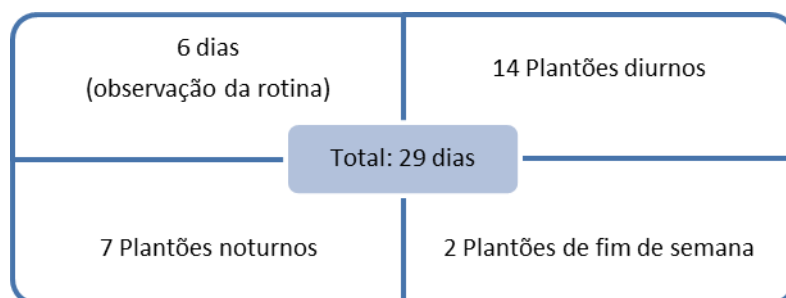 6 dias
(observação da rotina)
14 Plantões diurnos
Total: 29 dias
7 Plantões noturnos
2 Plantões de fim de semana